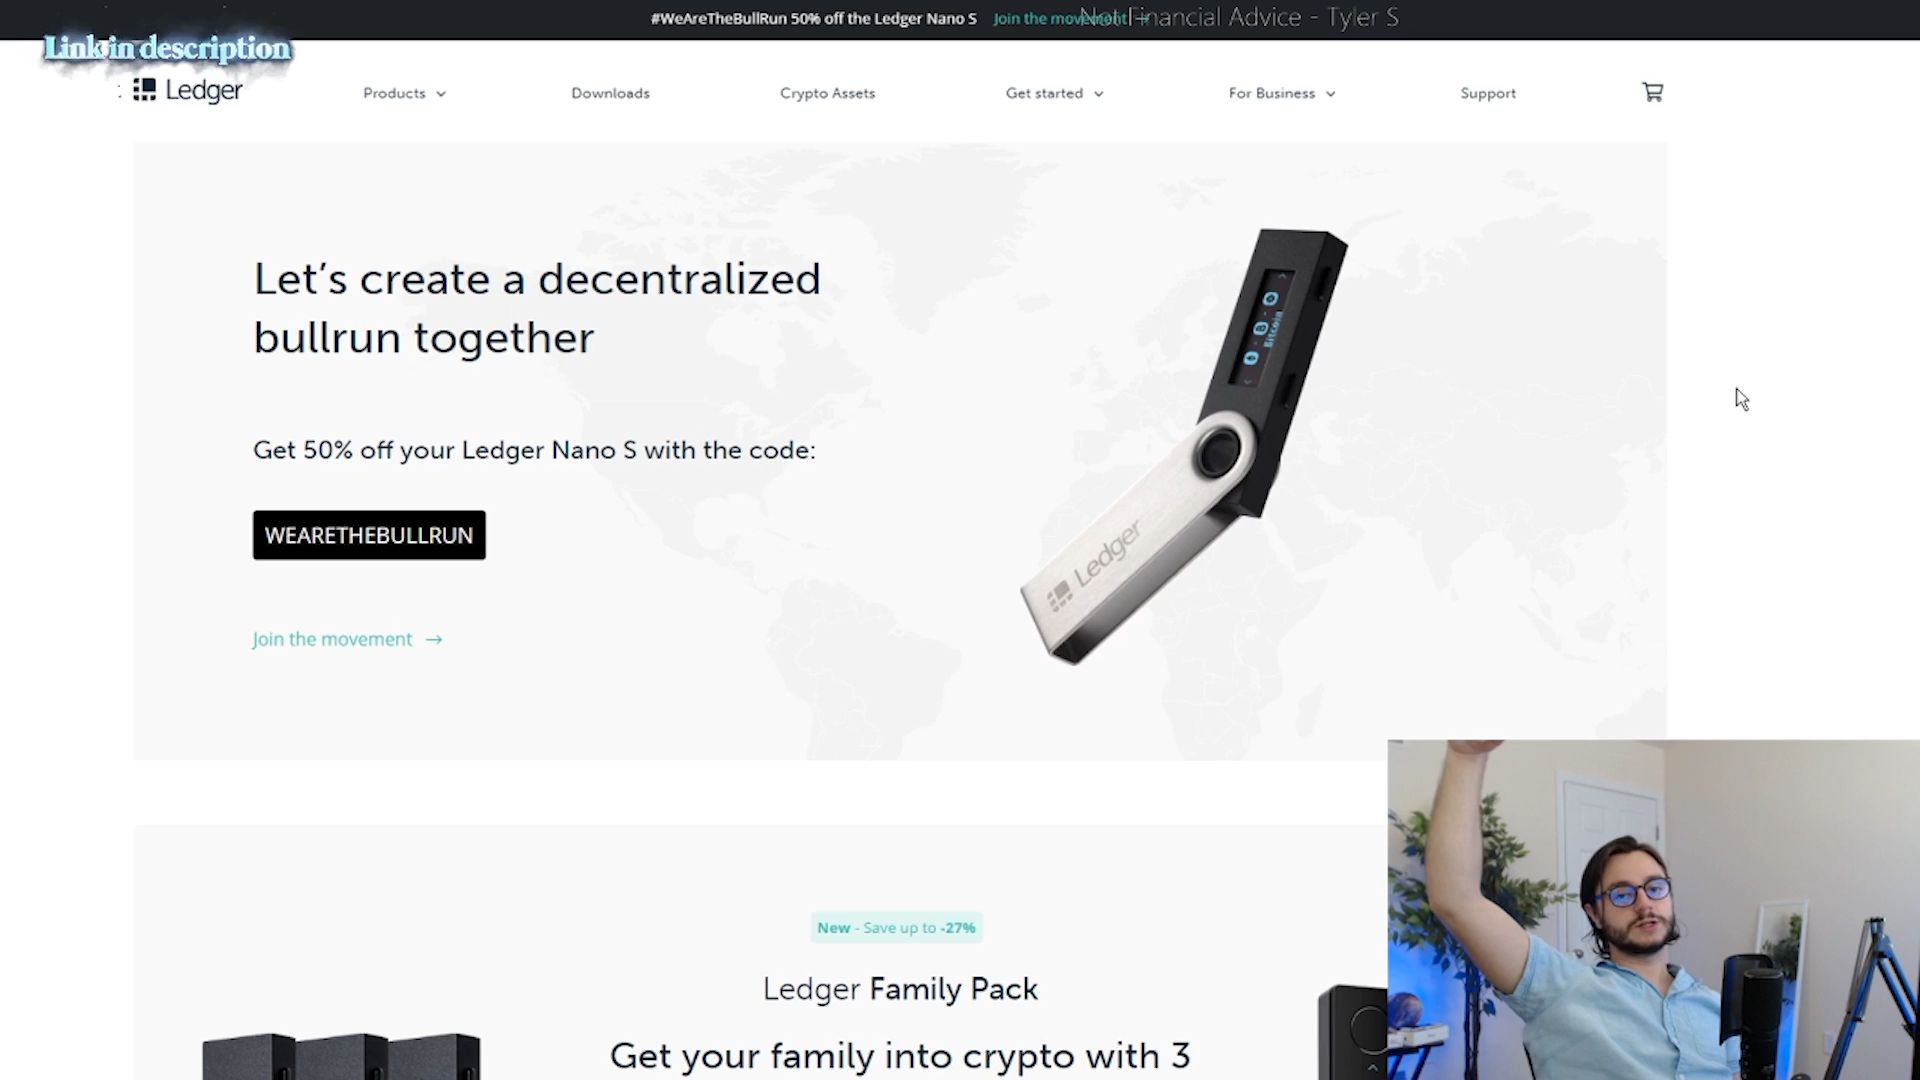 #WeAreTheBullRun 50% off the Ledger Nano S Join the movement →
Not Financial Advice - Tyler S
Link in description
Ledger
Products
Downloads
Crypto Assets
Get started
For Business
Support
Let's create a decentralized
bullrun together
Get 50% off your Ledger Nano S with the code:
WEARETHEBULLRUN
Join the movement →
Bitcoin
Ledger
New - Save up to -27%
Ledger Family Pack
Get your family into crypto with 3